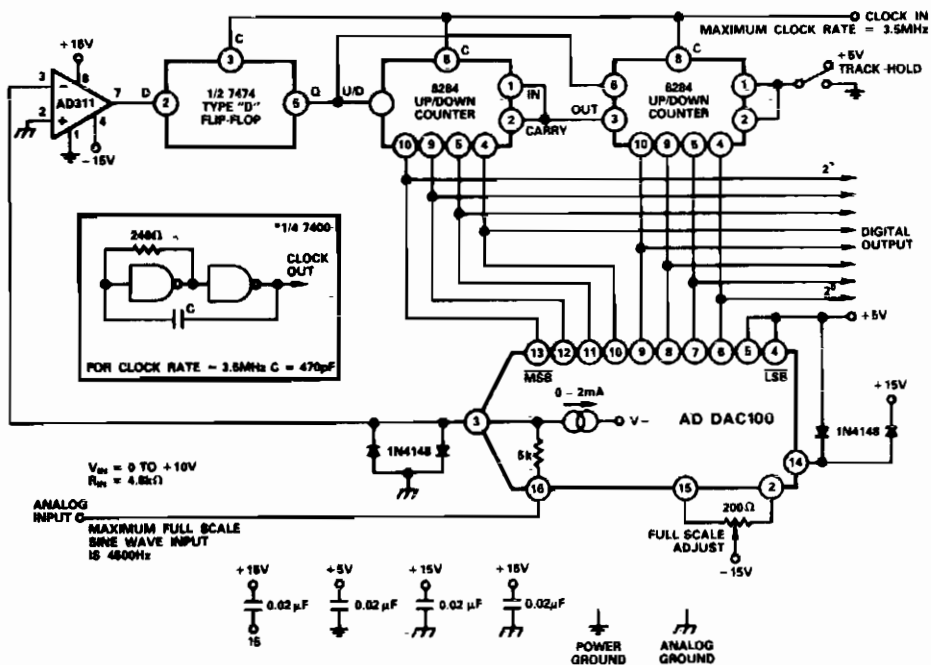 CLOCK IN
MAXIMUM CLOCK RATE = 3.5MHz
+15V
3
2
AD311
8
7
4
1
-15V
D
2
C
3
1/2 7474
TYPE "D"
FLIP-FLOP
5
Q
U/D
C
8284
UP/DOWN
COUNTER
1
2
IN
CARRY
OUT
10
9
5
4
C
8
6
3
8284
UP/DOWN
COUNTER
1
2
10
9
5
4
+5V
TRACK-HOLD
DIGITAL
OUTPUT
*1/4 7400
240Ω
CLOCK
OUT
C
FOR CLOCK RATE ~ 3.5MHz C = 470pF
13
12
11
10
9
8
7
6
5
4
MSB
LSB
+5V
+15V
3
0 - 2mA
V-
AD DAC100
5k
1N4148
1N4148
14
16
15
2
200Ω
FULL SCALE
ADJUST
-15V
V_IN = 0 TO +10V
R_IN = 4.8kΩ
ANALOG
INPUT
MAXIMUM FULL SCALE
SINE WAVE INPUT
IS 4500Hz
+15V
0.02µF
15
+5V
0.02µF
+15V
0.02µF
+15V
0.02µF
POWER
GROUND
ANALOG
GROUND